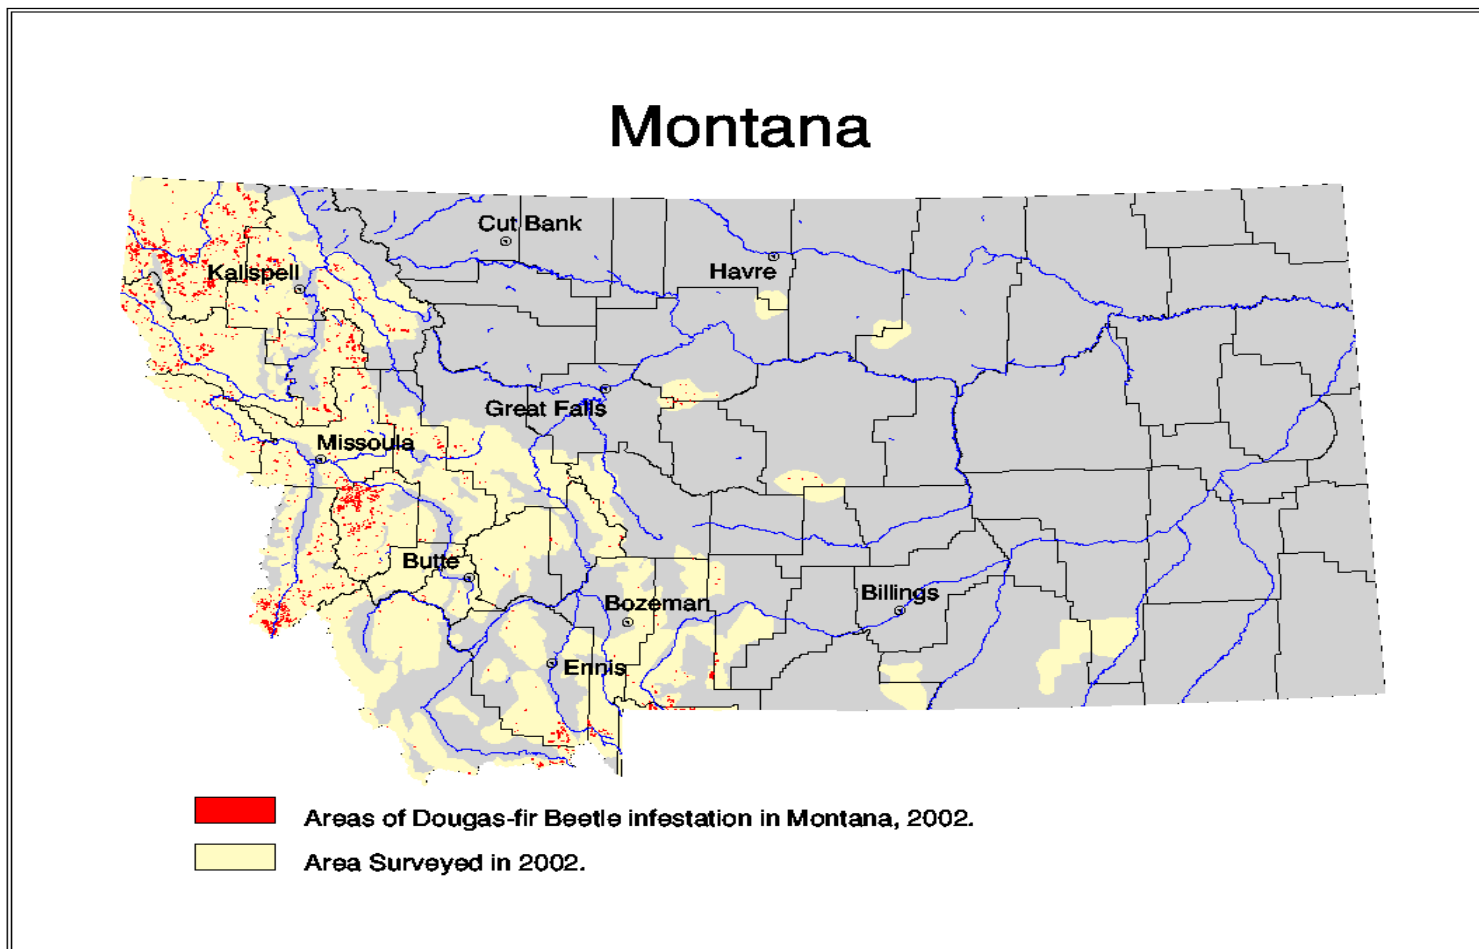 Montana
Cut Bank
Havre
Kalispell
Great Falls
Missoula
Butte
Billings
Bozeman
Ennis
Areas of Dougas-fir Beetle infestation in Montana, 2002.
Area Surveyed in 2002.